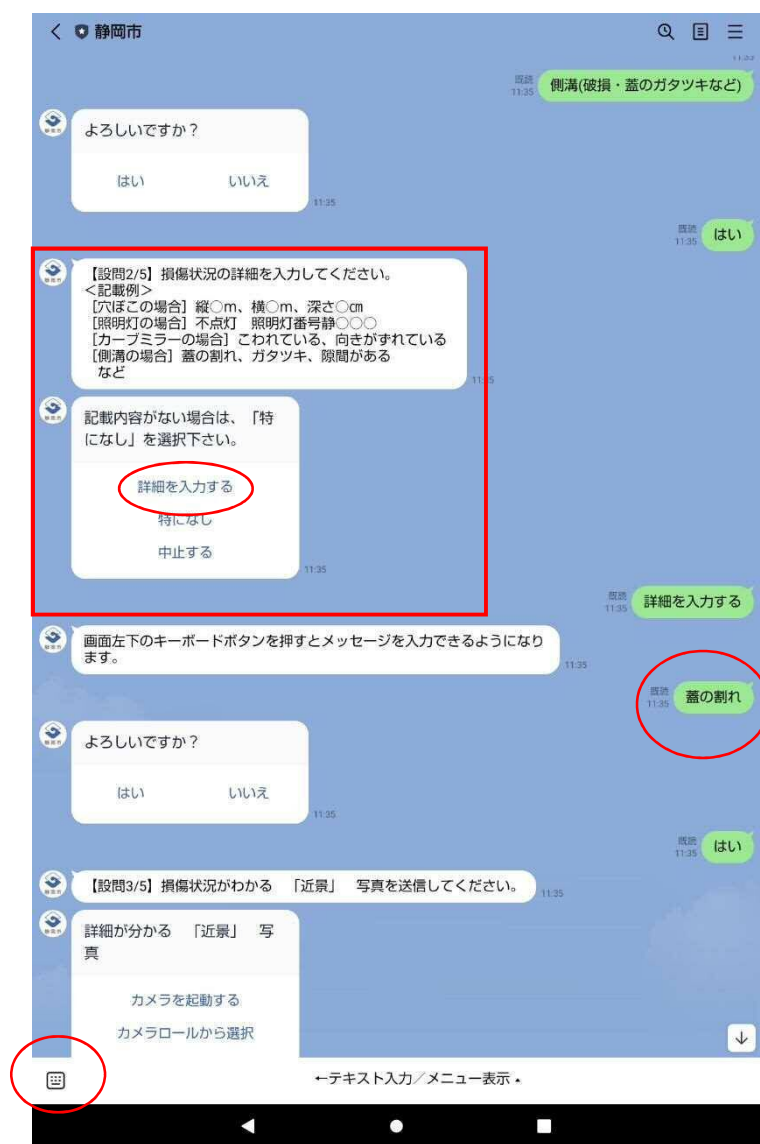 静岡市
11:35
側溝(破損・蓋のガタツキなど)
既読
11:35
よろしいですか？
はい いいえ
11:35
既読
11:35
はい
【設問2/5】損傷状況の詳細を入力してください。
＜記載例＞
［穴ぼこの場合］縦○m、横○m、深さ○㎝
［照明灯の場合］不点灯　照明灯番号静○○○
［カーブミラーの場合］こわれている、向きがずれている
［側溝の場合］蓋の割れ、ガタツキ、隙間がある
など
11:35
記載内容がない場合は、「特
になし」を選択下さい。
詳細を入力する
特になし
中止する
11:35
既読
11:35
詳細を入力する
画面左下のキーボードボタンを押すとメッセージを入力できるようになり
ます。
11:35
既読
11:35
蓋の割れ
よろしいですか？
はい いいえ
11:35
既読
11:35
はい
【設問3/5】損傷状況がわかる　「近景」　写真を送信してください。
11:35
詳細が分かる　「近景」　写
真
カメラを起動する
カメラロールから選択
←テキスト入力／メニュー表示・